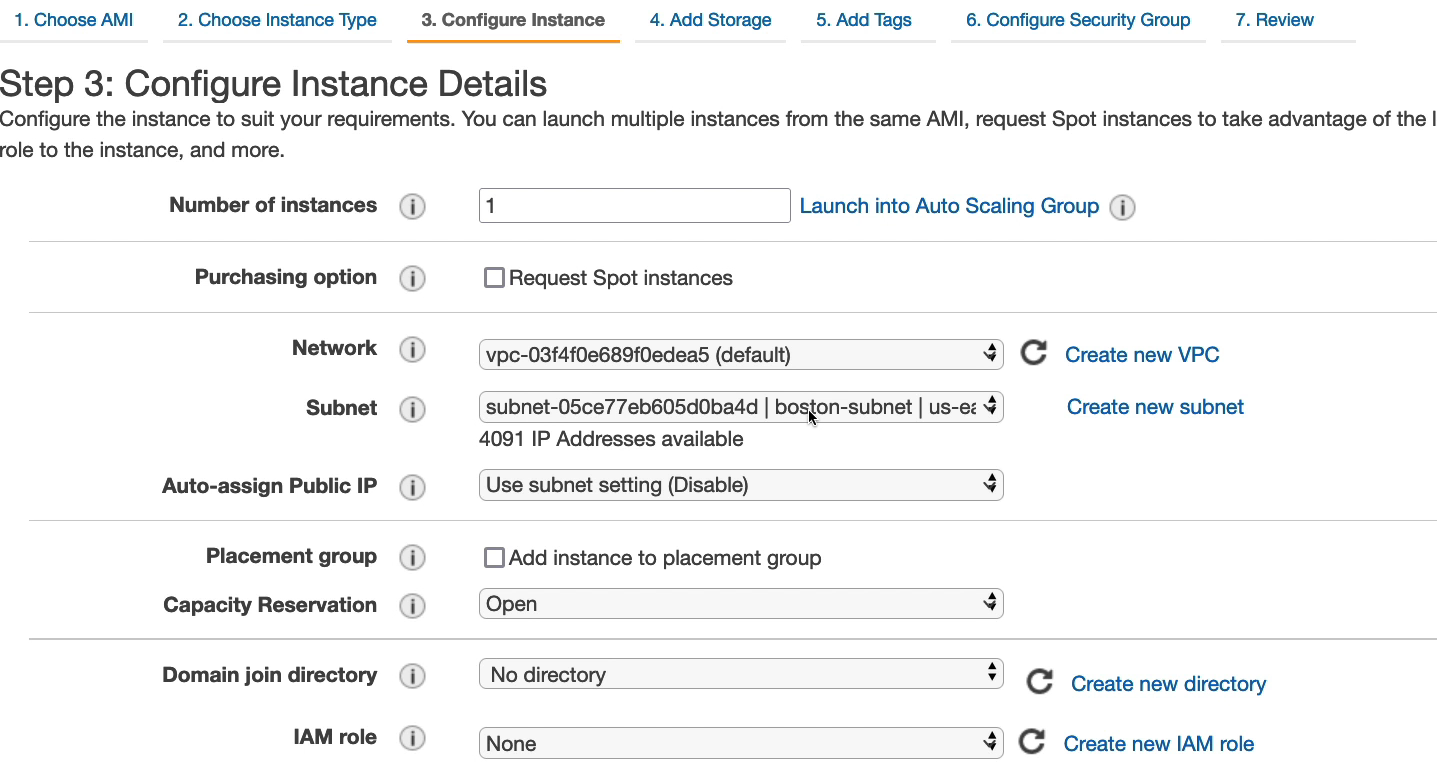 1. Choose AMI 2. Choose Instance Type 3. Configure Instance 4. Add Storage 5. Add Tags 6. Configure Security Group 7. Review
Step 3: Configure Instance Details
Configure the instance to suit your requirements. You can launch multiple instances from the same AMI, request Spot instances to take advantage of the l
role to the instance, and more.
Number of instances i 1 Launch into Auto Scaling Group i
Purchasing option i Request Spot instances
Network i vpc-03f4f0e689f0edea5 (default) Create new VPC
Subnet i subnet-05ce77eb605d0ba4d | boston-subnet | us-ea Create new subnet
4091 IP Addresses available
Auto-assign Public IP i Use subnet setting (Disable)
Placement group i Add instance to placement group
Capacity Reservation i Open
Domain join directory i No directory Create new directory
IAM role i None Create new IAM role